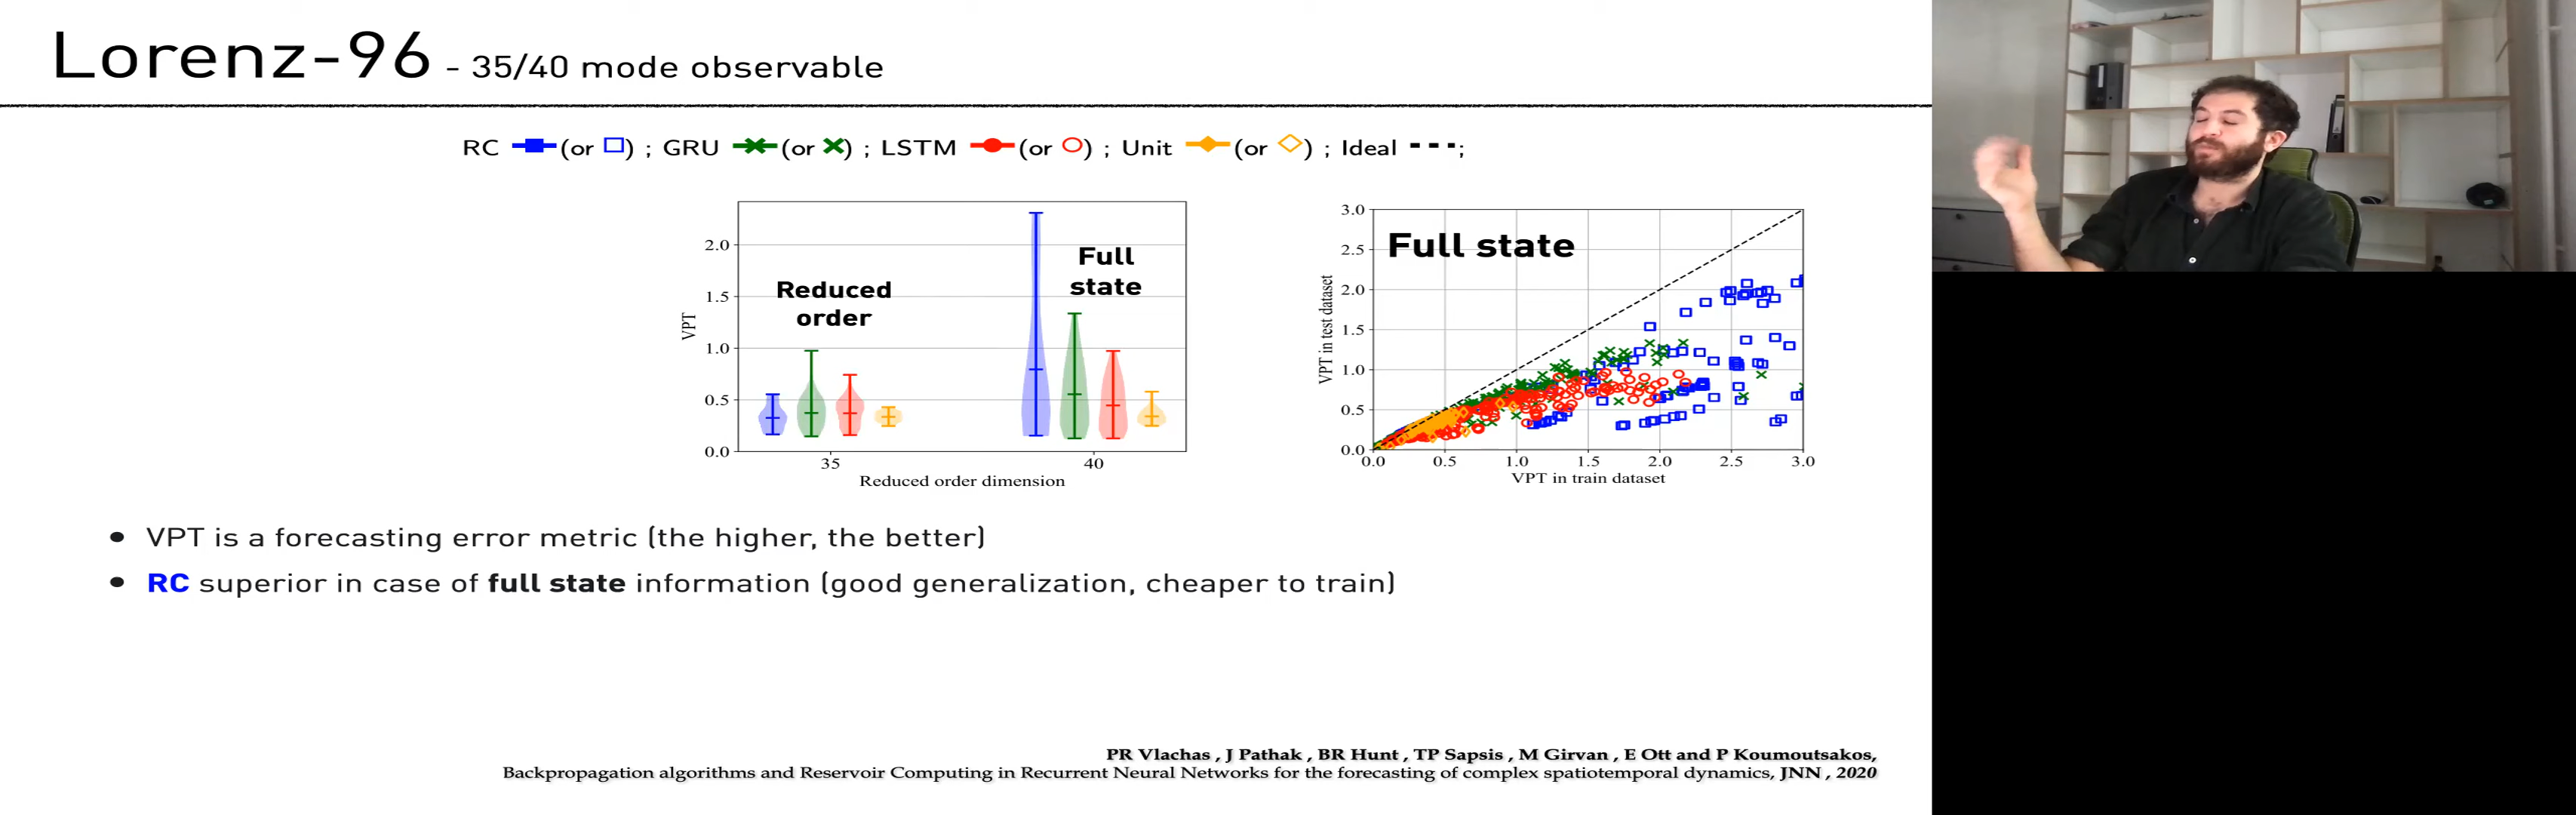 Lorenz-96 - 35/40 mode observable
RC (or ) ; GRU (or ) ; LSTM (or ) ; Unit (or ) ; Ideal ;
VPT
2.0
1.5
1.0
0.5
0.0
Reduced
order
Full
state
35
40
Reduced order dimension
VPT in test dataset
3.0
2.5
2.0
1.5
1.0
0.5
0.0
Full state
0.0 0.5 1.0 1.5 2.0 2.5 3.0
VPT in train dataset
• VPT is a forecasting error metric (the higher, the better)
• RC superior in case of full state information (good generalization, cheaper to train)
PR Vlachas , J Pathak , BR Hunt , TP Sapsis , M Girvan , E Ott and P Koumoutsakos,
Backpropagation algorithms and Reservoir Computing in Recurrent Neural Networks for the forecasting of complex spatiotemporal dynamics, JNN , 2020